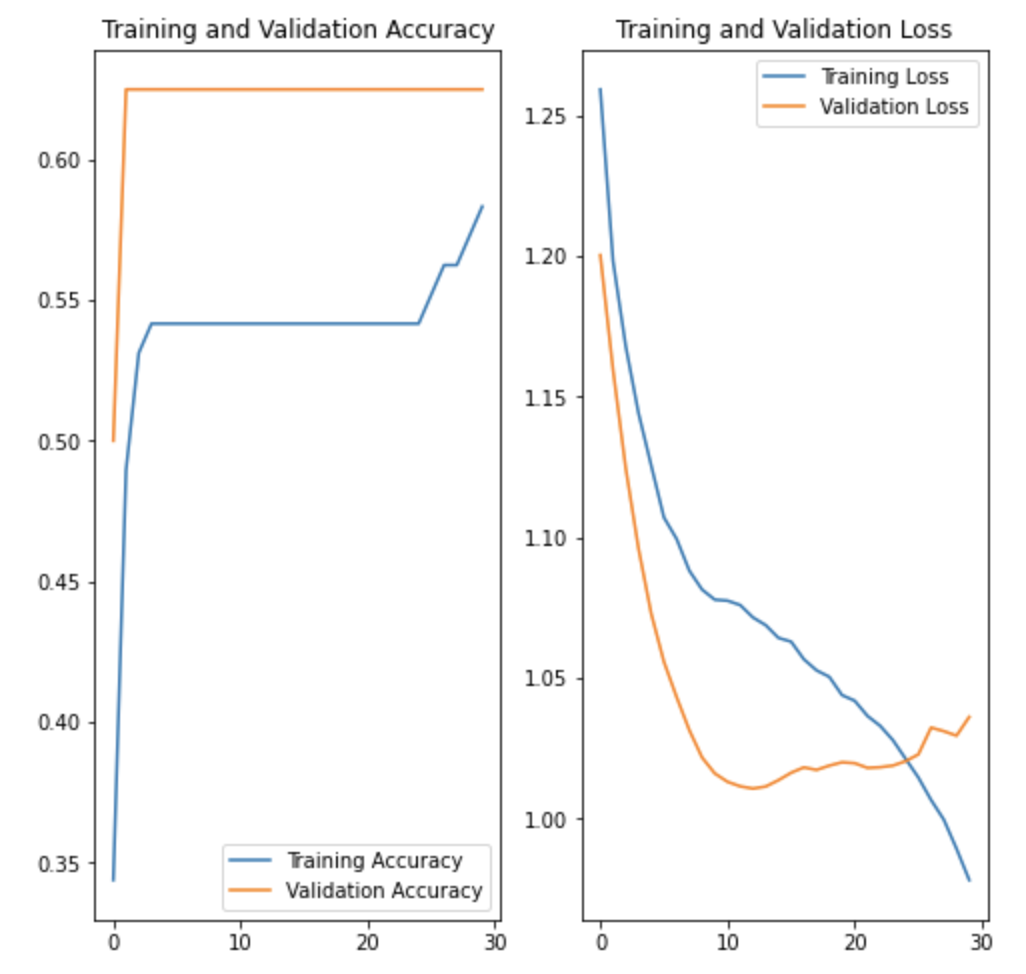 Training and Validation Accuracy
0.60
0.55
0.50
0.45
0.40
0.35
Training Accuracy
Validation Accuracy
0 10 20 30
Training and Validation Loss
Training Loss
Validation Loss
1.25
1.20
1.15
1.10
1.05
1.00
0 10 20 30